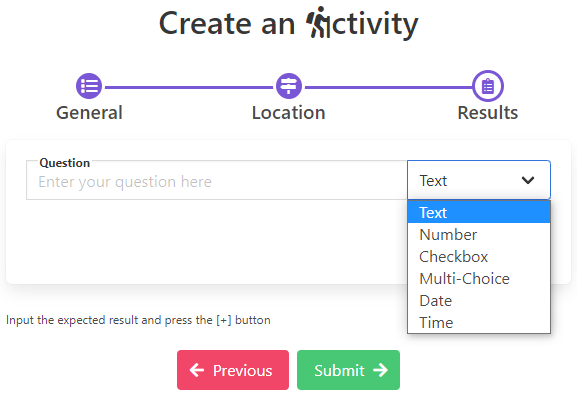 Create an ctivity
General
Location
Results
Question
Enter your question here
Text
Text
Number
Checkbox
Multi-Choice
Date
Time
Input the expected result and press the [+] button
Previous
Submit